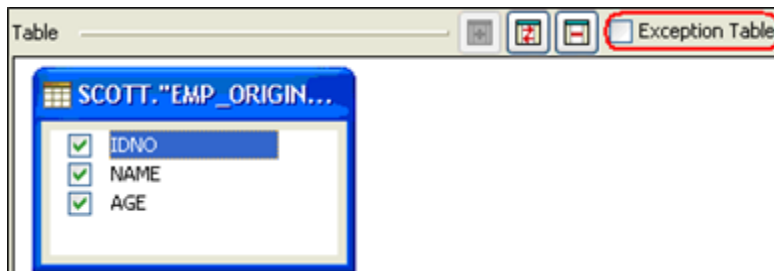 Table
Exception Table
SCOTT."EMP_ORIGIN...
IDNO
NAME
AGE